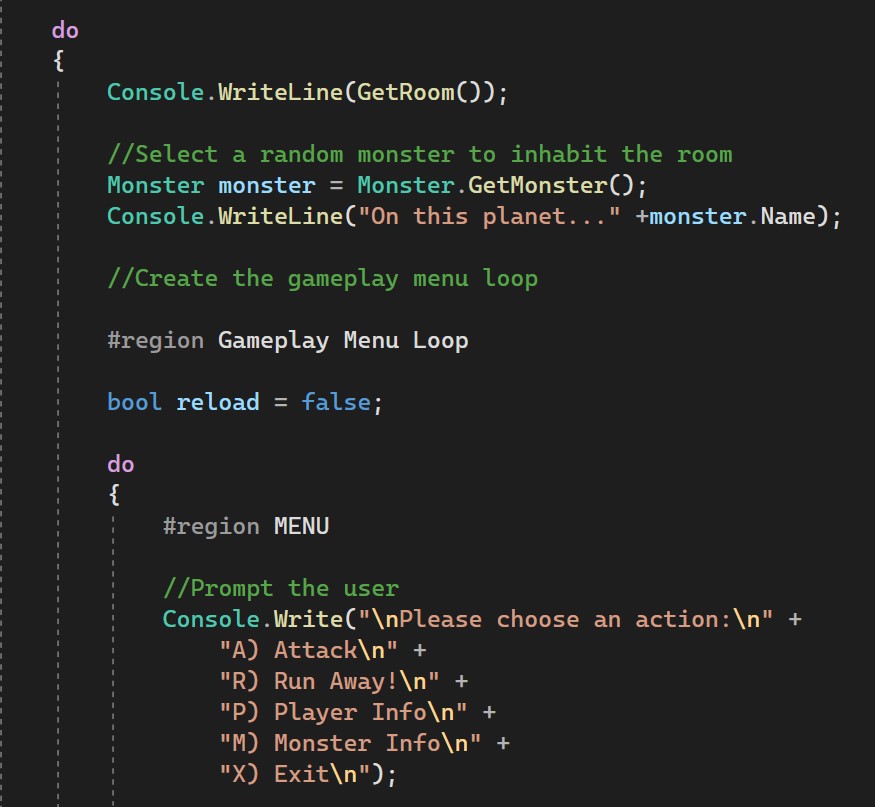 do
{
Console.WriteLine(GetRoom());
//Select a random monster to inhabit the room
Monster monster = Monster.GetMonster();
Console.WriteLine("On this planet..." +monster.Name);
//Create the gameplay menu loop
#region Gameplay Menu Loop
bool reload = false;
do
{
#region MENU
//Prompt the user
Console.Write("\nPlease choose an action:\n" +
"A) Attack\n" +
"R) Run Away!\n" +
"P) Player Info\n" +
"M) Monster Info\n" +
"X) Exit\n");